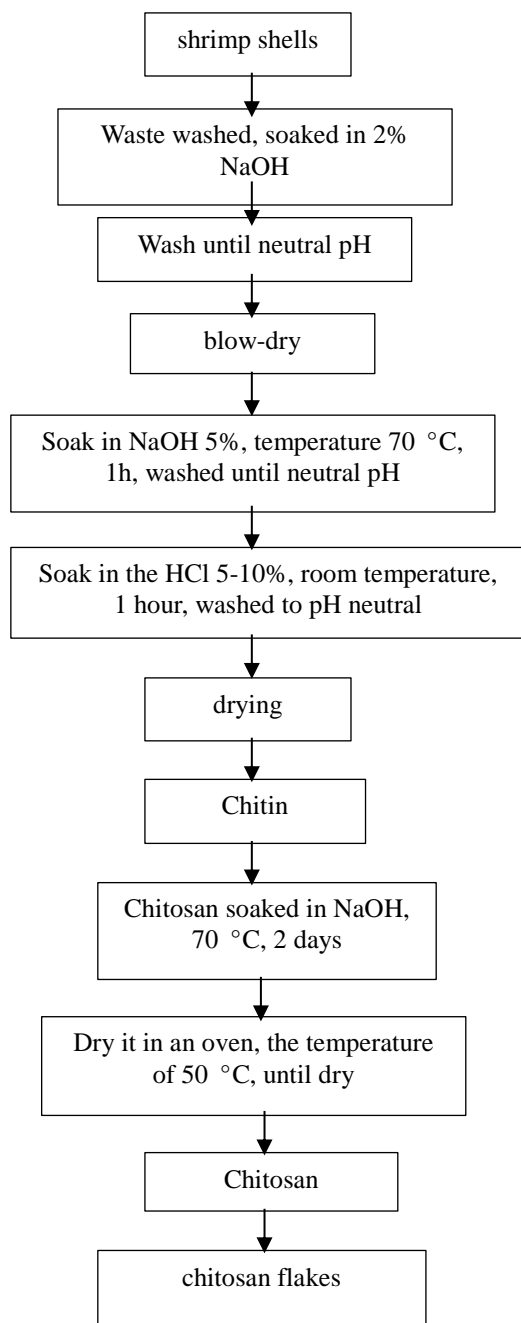 shrimp shells
Waste washed, soaked in 2%
NaOH
Wash until neutral pH
blow-dry
Soak in NaOH 5%, temperature 70 °C,
1h, washed until neutral pH
Soak in the HCl 5-10%, room temperature,
1 hour, washed to pH neutral
drying
Chitin
Chitosan soaked in NaOH,
70 °C, 2 days
Dry it in an oven, the temperature
of 50 °C, until dry
Chitosan
chitosan flakes